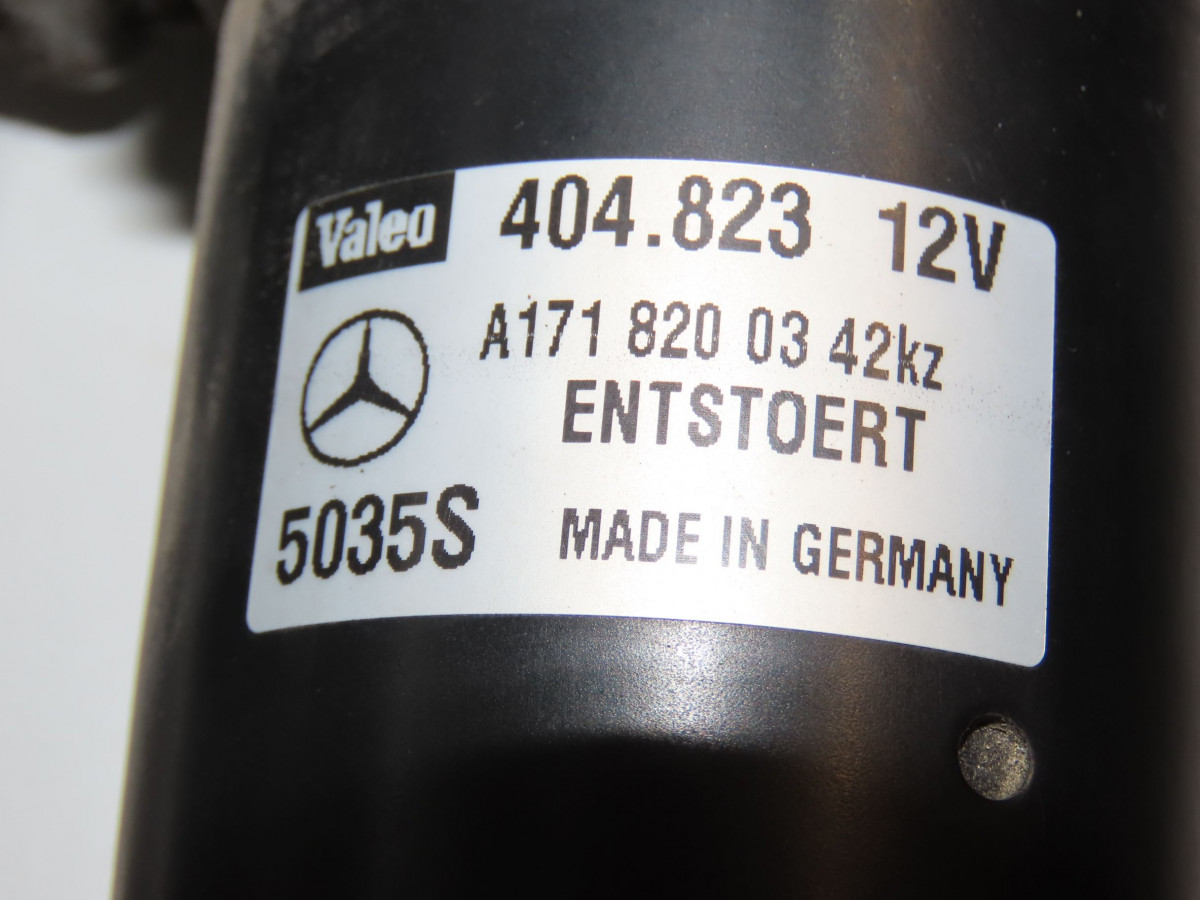 Valeo 404.823 12V
A171 820 03 42kz
ENTSTOERT
5035S MADE IN GERMANY